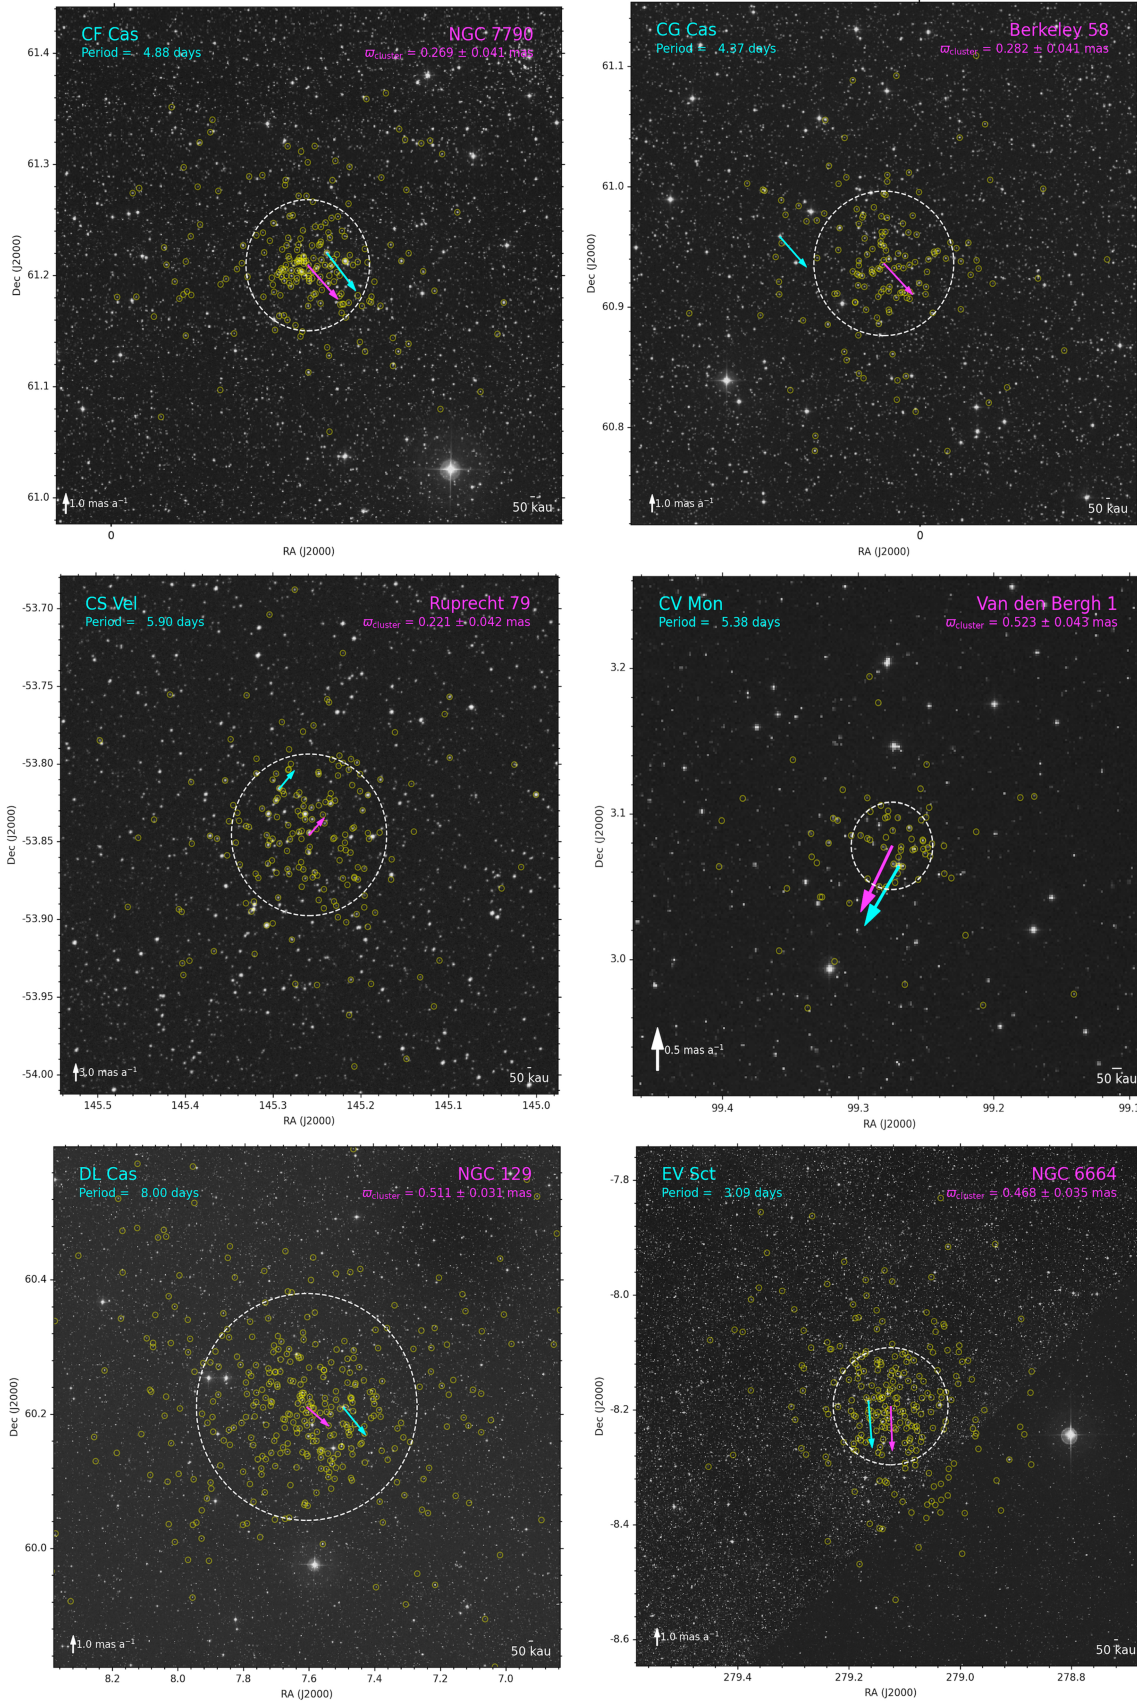 CF Cas
NGC 7790
Period = 4.88 days
ϖcluster = 0.269 ± 0.041 mas
61.4
61.3
61.2
61.1
61.0
Dec (J2000)
1.0 mas a⁻¹
50 kau
0
RA (J2000)
CG Cas
Berkeley 58
Period = 4.37 days
ϖcluster = 0.282 ± 0.041 mas
61.1
61.0
60.9
60.8
Dec (J2000)
1.0 mas a⁻¹
50 kau
0
RA (J2000)
CS Vel
Ruprecht 79
Period = 5.90 days
ϖcluster = 0.221 ± 0.042 mas
-53.70
-53.75
-53.80
-53.85
-53.90
-53.95
-54.00
Dec (J2000)
3.0 mas a⁻¹
50 kau
145.5 145.4 145.3 145.2 145.1 145.0
RA (J2000)
CV Mon
Van den Bergh 1
Period = 5.38 days
ϖcluster = 0.523 ± 0.043 mas
3.2
3.1
3.0
Dec (J2000)
0.5 mas a⁻¹
50 kau
99.4 99.3 99.2 99.1
RA (J2000)
DL Cas
NGC 129
Period = 8.00 days
ϖcluster = 0.511 ± 0.031 mas
60.4
60.2
60.0
Dec (J2000)
1.0 mas a⁻¹
50 kau
8.2 8.0 7.8 7.6 7.4 7.2 7.0
RA (J2000)
EV Sct
NGC 6664
Period = 3.09 days
ϖcluster = 0.468 ± 0.035 mas
-7.8
-8.0
-8.2
-8.4
-8.6
Dec (J2000)
1.0 mas a⁻¹
50 kau
279.4 279.2 279.0 278.8
RA (J2000)